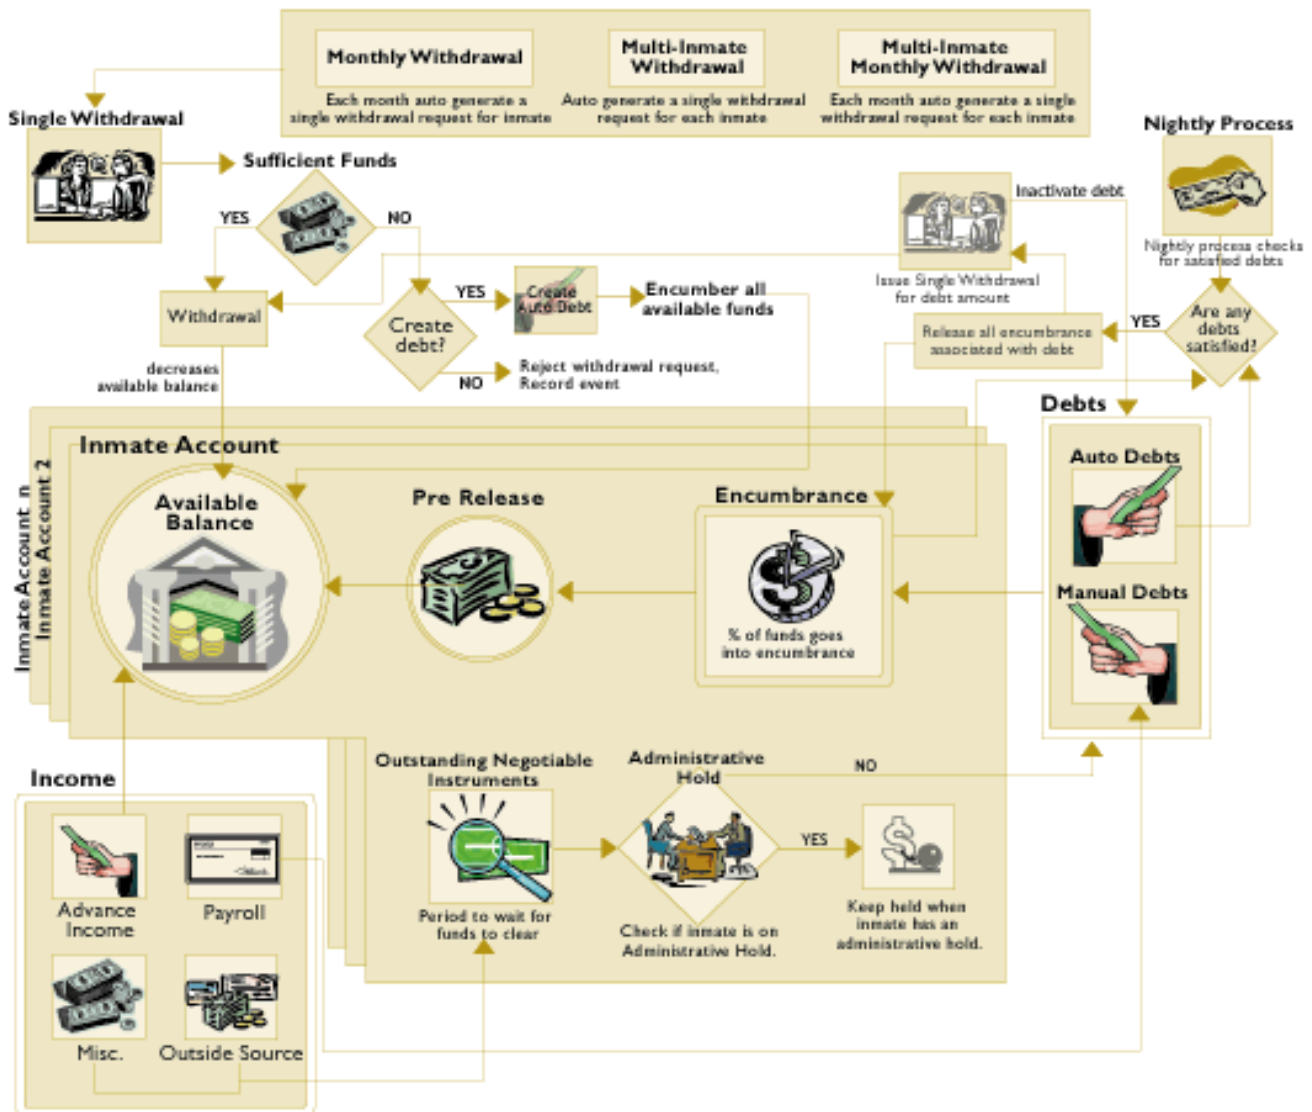 Monthly Withdrawal
Each month auto generate a
single withdrawal request for inmate
Multi-Inmate
Withdrawal
Auto generate a single withdrawal
request for each inmate
Multi-Inmate
Monthly Withdrawal
Each month auto generate a single
withdrawal request for each inmate
Single Withdrawal
Sufficient Funds
YES
NO
Withdrawal
decreases
available balance
Create
debt?
YES
Create
Auto Debt
Encumber all
available funds
NO
Reject withdrawal request,
Record event
Issue Single Withdrawal
for debt amount
Inactivate debt
Nightly Process
Nightly process checks
for satisfied debts
Are any
debts
satisfied?
YES
Release all encumbrance
associated with debt
Inmate Account n
Inmate Account 2
Inmate Account
Available
Balance
Pre Release
Encumbrance
% of funds goes
into encumbrance
Debts
Auto Debts
Manual Debts
Outstanding Negotiable
Instruments
Period to wait for
funds to clear
Administrative
Hold
Check if inmate is on
Administrative Hold.
NO
YES
Keep held when
inmate has an
administrative hold.
Income
Advance
Income
Payroll
Misc.
Outside Source